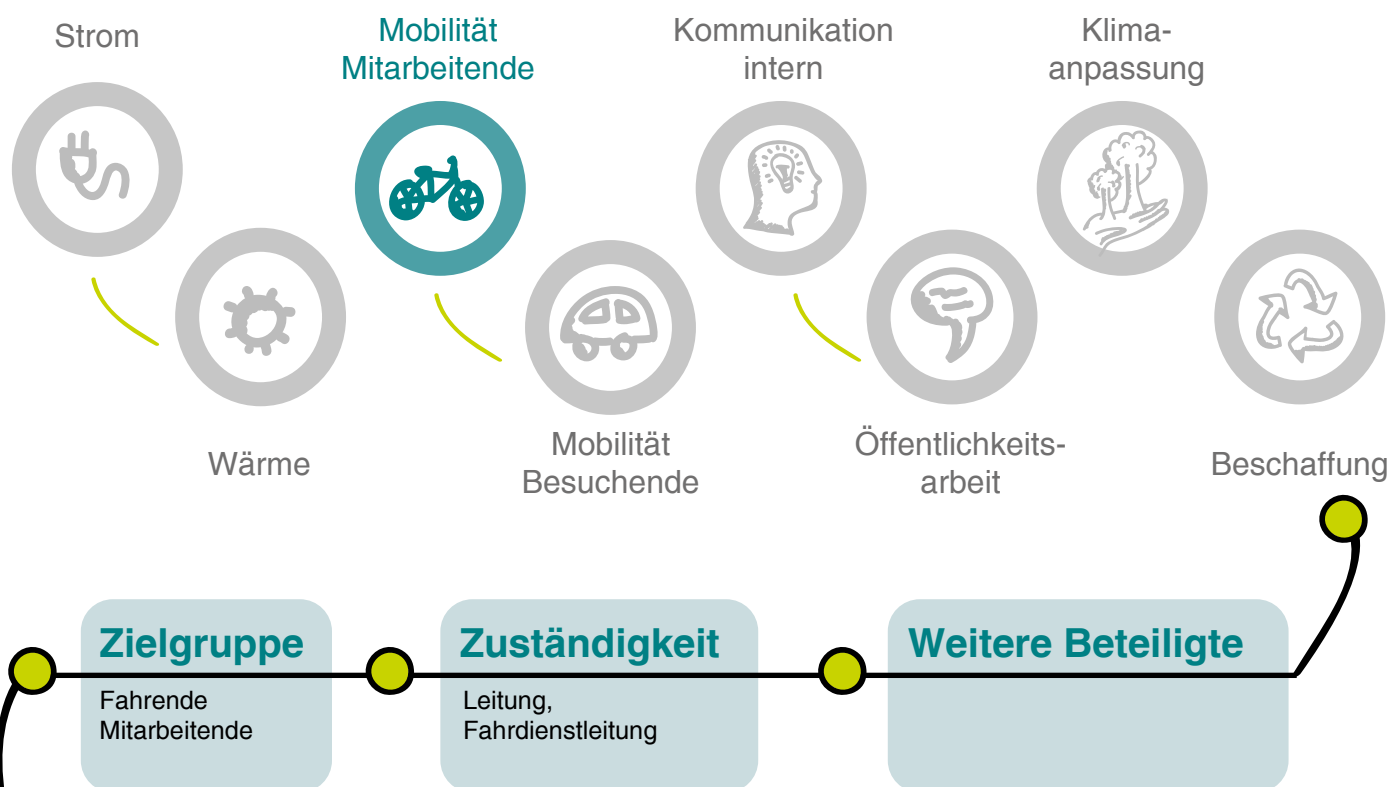 Strom
Mobilität
Mitarbeitende
Kommunikation
intern
Klima-
anpassung
Wärme
Mobilität
Besuchende
Öffentlichkeits-
arbeit
Beschaffung
Zielgruppe
Fahrende
Mitarbeitende
Zuständigkeit
Leitung,
Fahrdienstleitung
Weitere Beteiligte